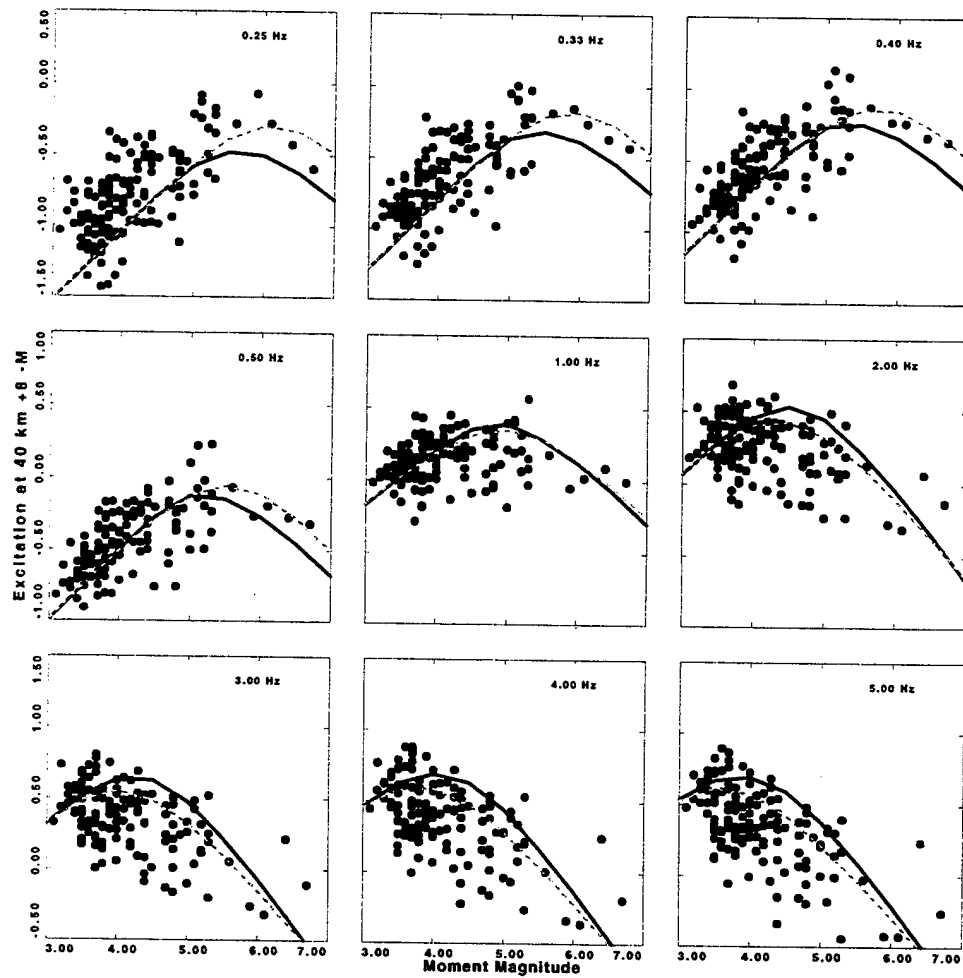 0.50
0.00
-0.50
-1.00
-1.50
0.25 Hz
0.33 Hz
0.40 Hz
1.00
0.50
0.00
-0.50
-1.00
0.50 Hz
1.00 Hz
2.00 Hz
Excitation at 40 km +8 -M
1.50
1.00
0.50
0.00
-0.50
3.00 Hz
4.00 Hz
5.00 Hz
3.00 4.00 5.00 6.00 7.00
3.00 4.00 5.00 6.00 7.00
3.00 4.00 5.00 6.00 7.00
Moment Magnitude